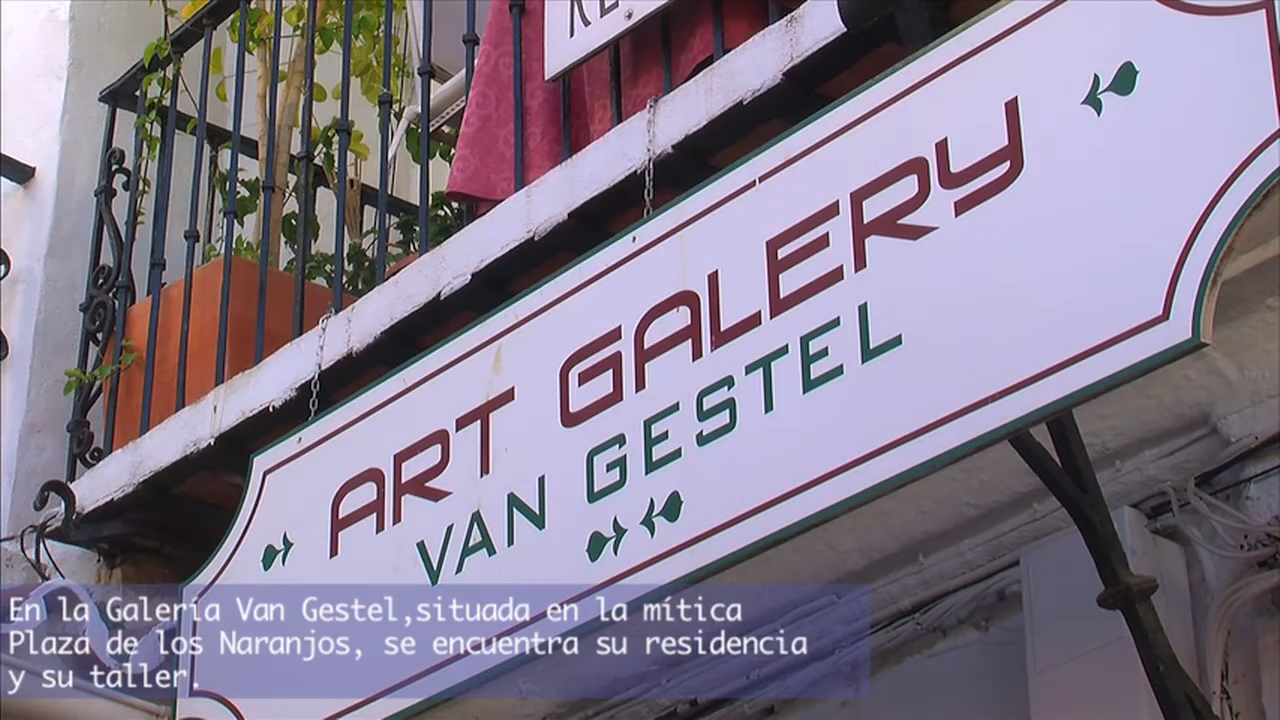 ART GALERY
VAN GESTEL
En la Galería Van Gestel,situada en la mítica
Plaza de los Naranjos, se encuentra su residencia
y su taller.